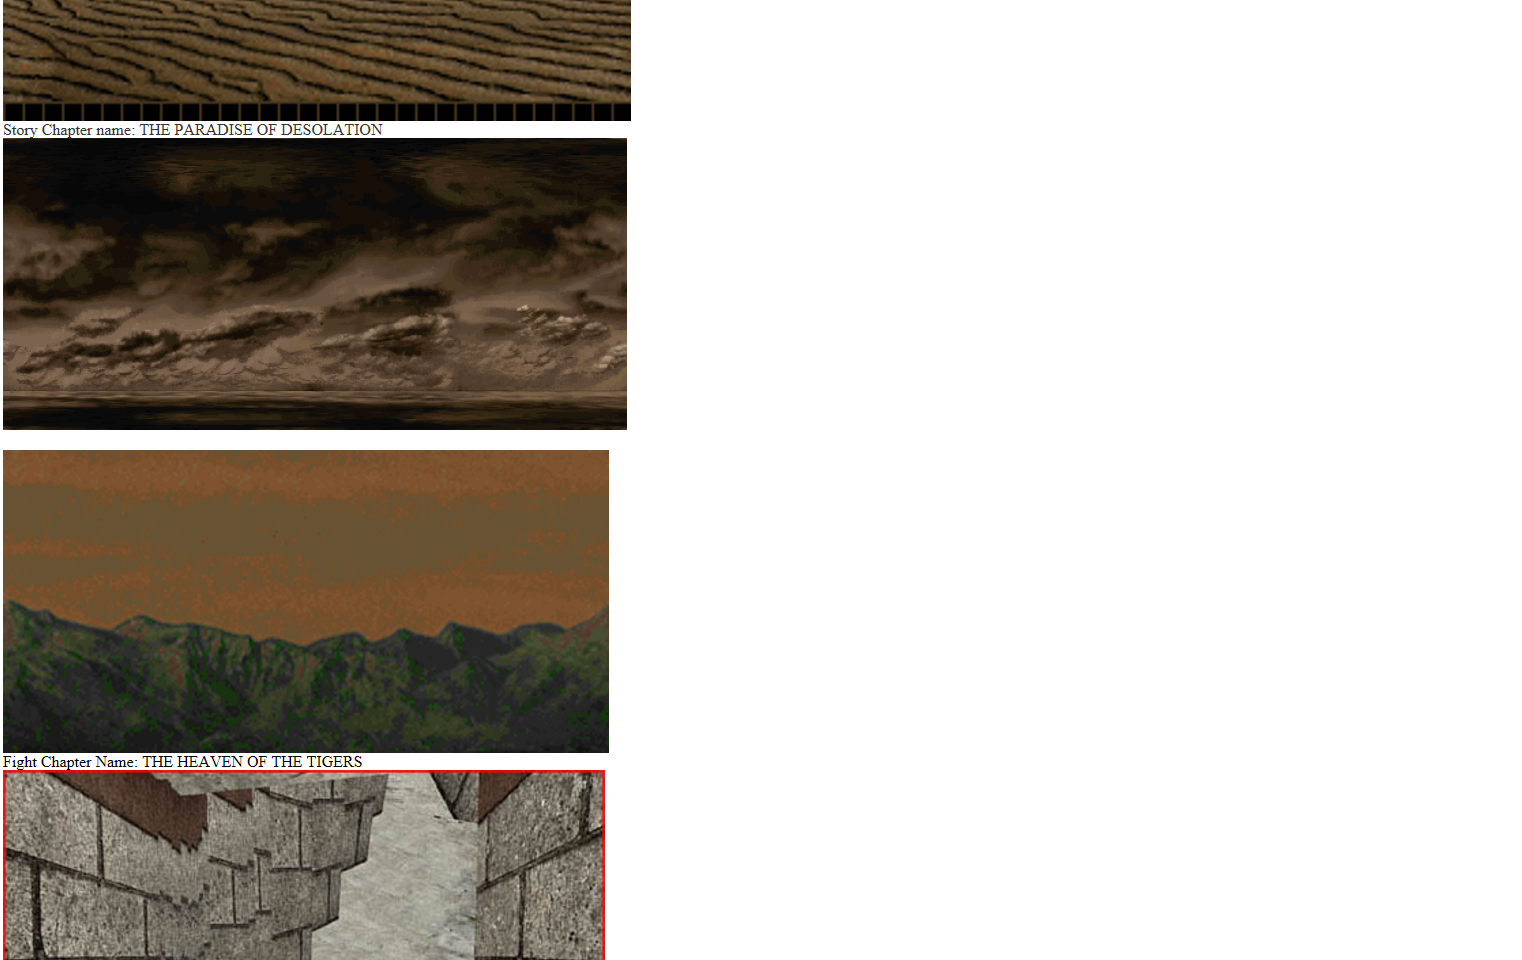 Story Chapter name: THE PARADISE OF DESOLATION
Fight Chapter Name: THE HEAVEN OF THE TIGERS